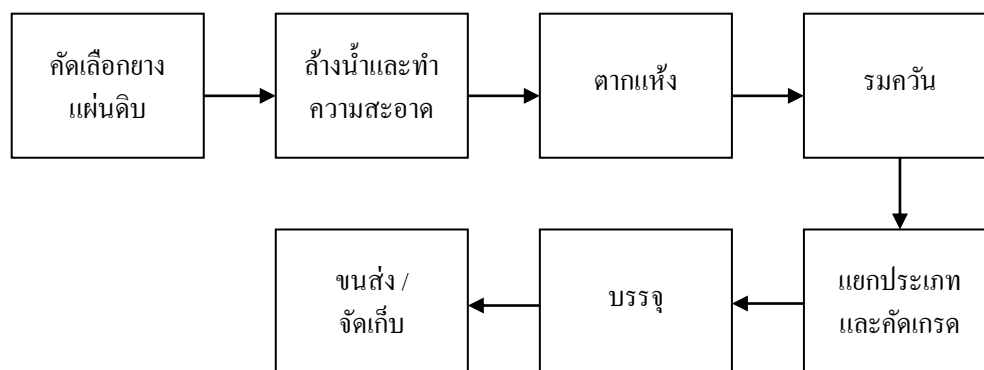 คัดเลือกยาง
แผ่นดิบ
ล้างน้ำและทำ
ความสะอาด
ตากแห้ง
รมควัน
แยกประเภท
และคัดเกรด
บรรจุ
ขนส่ง /
จัดเก็บ